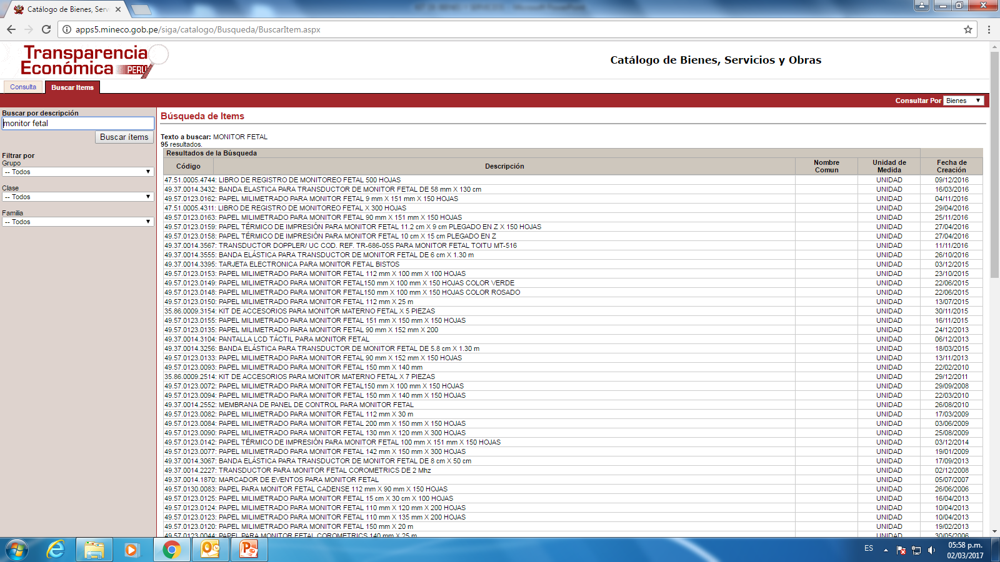 Catálogo de Bienes, Serv
apps5.mineco.gob.pe/siga/catalogo/Busqueda/BuscarItem.aspx
Transparencia
Económica PERU
Catálogo de Bienes, Servicios y Obras
Consulta Buscar Items
Consultar Por Bienes
Buscar por descripción
monitor fetal
Buscar ítems
Filtrar por
Grupo
-- Todos
Clase
-- Todos
Familia
-- Todos
Búsqueda de Items
Texto a buscar: MONITOR FETAL
95 resultados.
Resultados de la Búsqueda
Código Descripción Nombre Comun Unidad de Medida Fecha de Creación
47.51.0005.4744: LIBRO DE REGISTRO DE MONITOREO FETAL 500 HOJAS UNIDAD 09/12/2016
49.37.0014.3432: BANDA ELASTICA PARA TRANSDUCTOR DE MONITOR FETAL DE 58 mm X 130 cm UNIDAD 16/03/2016
49.57.0123.0162: PAPEL MILIMETRADO PARA MONITOR FETAL 9 mm X 151 mm X 150 HOJAS UNIDAD 04/11/2016
47.51.0005.4311: LIBRO DE REGISTRO DE MONITOREO FETAL X 300 HOJAS UNIDAD 29/04/2016
49.57.0123.0163: PAPEL MILIMETRADO PARA MONITOR FETAL 90 mm X 151 mm X 150 HOJAS UNIDAD 25/11/2016
49.57.0123.0159: PAPEL TÉRMICO DE IMPRESIÓN PARA MONITOR FETAL 11.2 cm X 9 cm PLEGADO EN Z X 150 HOJAS UNIDAD 27/04/2016
49.57.0123.0158: PAPEL TÉRMICO DE IMPRESIÓN PARA MONITOR FETAL 10 cm X 15 cm PLEGADO EN Z UNIDAD 27/04/2016
49.37.0014.3567: TRANSDUCTOR DOPPLER/ UC COD. REF. TR-686-05S PARA MONITOR FETAL TOITU MT-516 UNIDAD 11/11/2016
49.37.0014.3555: BANDA ELÁSTICA PARA TRANSDUCTOR DE MONITOR FETAL DE 6 cm X 1.30 m UNIDAD 26/10/2016
49.37.0014.3395: TARJETA ELECTRONICA PARA MONITOR FETAL BISTOS UNIDAD 03/12/2015
49.57.0123.0153: PAPEL MILIMETRADO PARA MONITOR FETAL 112 mm X 100 mm X 100 HOJAS UNIDAD 23/10/2015
49.57.0123.0149: PAPEL MILIMETRADO PARA MONITOR FETAL150 mm X 100 mm X 150 HOJAS COLOR VERDE UNIDAD 22/06/2015
49.57.0123.0148: PAPEL MILIMETRADO PARA MONITOR FETAL150 mm X 100 mm X 150 HOJAS COLOR ROSADO UNIDAD 22/06/2015
49.57.0123.0150: PAPEL MILIMETRADO PARA MONITOR FETAL 112 mm X 25 m UNIDAD 13/07/2015
35.86.0009.3154: KIT DE ACCESORIOS PARA MONITOR MATERNO FETAL X 5 PIEZAS UNIDAD 30/11/2015
49.57.0123.0155: PAPEL MILIMETRADO PARA MONITOR FETAL 151 mm X 150 mm X 150 HOJAS UNIDAD 16/11/2015
49.57.0123.0135: PAPEL MILIMETRADO PARA MONITOR FETAL 90 mm X 152 mm X 200 UNIDAD 24/12/2013
49.37.0014.3104: PANTALLA LCD TÁCTIL PARA MONITOR FETAL UNIDAD 06/12/2013
49.37.0014.3256: BANDA ELÁSTICA PARA TRANSDUCTOR DE MONITOR FETAL DE 5.8 cm X 1.30 m UNIDAD 18/03/2015
49.57.0123.0133: PAPEL MILIMETRADO PARA MONITOR FETAL 90 mm X 152 mm X 150 HOJAS UNIDAD 13/11/2013
49.57.0123.0093: PAPEL MILIMETRADO PARA MONITOR FETAL 150 mm X 140 mm UNIDAD 22/02/2010
35.86.0009.2514: KIT DE ACCESORIOS PARA MONITOR MATERNO FETAL X 7 PIEZAS UNIDAD 29/12/2011
49.57.0123.0072: PAPEL MILIMETRADO PARA MONITOR FETAL150 mm X 100 mm X 150 HOJAS UNIDAD 29/09/2008
49.57.0123.0094: PAPEL MILIMETRADO PARA MONITOR FETAL 150 mm X 140 mm X 150 HOJAS UNIDAD 22/03/2010
49.37.0014.2552: MEMBRANA DE PANEL DE CONTROL PARA MONITOR FETAL UNIDAD 26/08/2010
49.57.0123.0082: PAPEL MILIMETRADO PARA MONITOR FETAL 112 mm X 30 m UNIDAD 17/03/2009
49.57.0123.0084: PAPEL MILIMETRADO PARA MONITOR FETAL 200 mm X 150 mm X 150 HOJAS UNIDAD 03/06/2009
49.57.0123.0090: PAPEL MILIMETRADO PARA MONITOR FETAL 130 mm X 120 mm X 300 HOJAS UNIDAD 25/08/2009
49.57.0123.0142: PAPEL TÉRMICO DE IMPRESIÓN PARA MONITOR FETAL 100 mm X 151 mm X 150 HOJAS UNIDAD 03/12/2014
49.57.0123.0077: PAPEL MILIMETRADO PARA MONITOR FETAL 142 mm X 150 mm X 300 HOJAS UNIDAD 19/01/2009
49.37.0014.3067: BANDA ELÁSTICA PARA TRANSDUCTOR DE MONITOR FETAL DE 8 cm X 50 cm UNIDAD 17/09/2013
49.37.0014.2227: TRANSDUCTOR PARA MONITOR FETAL COROMETRICS DE 2 Mhz UNIDAD 02/12/2008
49.37.0014.1870: MARCADOR DE EVENTOS PARA MONITOR FETAL UNIDAD 05/07/2007
49.57.0130.0083: PAPEL PARA MONITOR FETAL CADENSE 112 mm X 90 mm X 150 HOJAS UNIDAD 26/06/2006
49.57.0123.0125: PAPEL MILIMETRADO PARA MONITOR FETAL 15 cm X 30 cm X 100 HOJAS UNIDAD 16/04/2013
49.57.0123.0124: PAPEL MILIMETRADO PARA MONITOR FETAL 110 mm X 120 mm X 200 HOJAS UNIDAD 10/04/2013
49.57.0123.0123: PAPEL MILIMETRADO PARA MONITOR FETAL 110 mm X 135 mm X 200 HOJAS UNIDAD 10/04/2013
49.57.0123.0120: PAPEL MILIMETRADO PARA MONITOR FETAL 150 mm X 20 m UNIDAD 19/02/2013
49.57.0123.0044: PAPEL PARA MONITOR FETAL COROMETRICS 140 mm X 25 m UNIDAD 30/05/2006
ES 05:58 p.m.
02/03/2017